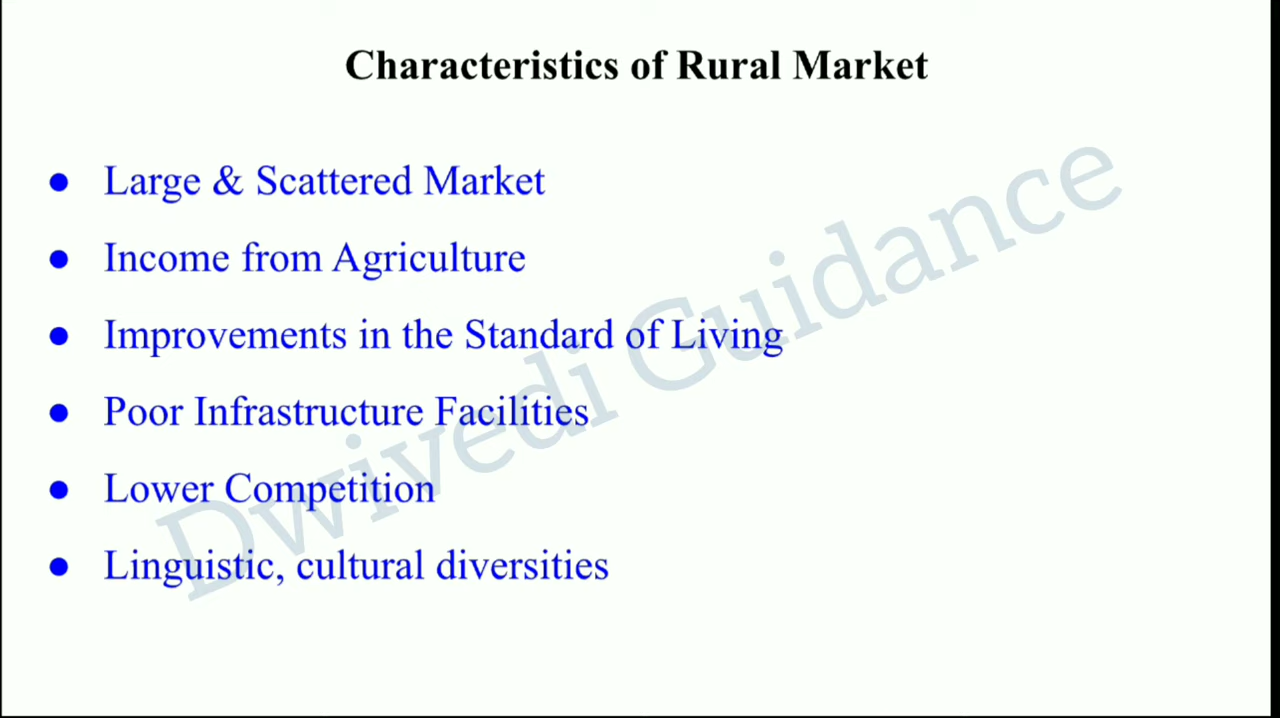 Characteristics of Rural Market
● Large & Scattered Market
● Income from Agriculture
● Improvements in the Standard of Living
● Poor Infrastructure Facilities
● Lower Competition
● Linguistic, cultural diversities
Dwivedi Guidance